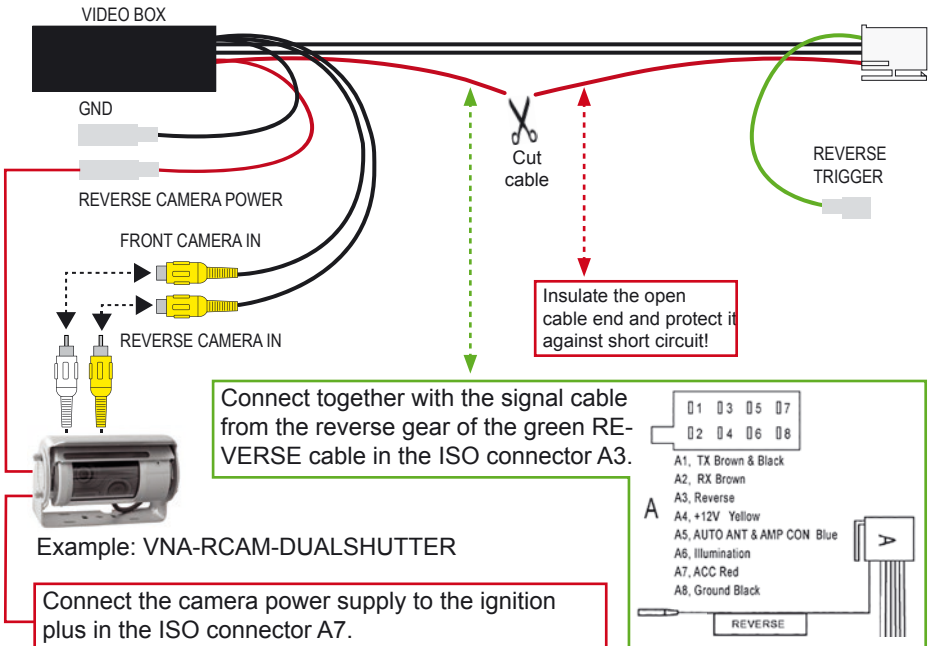 VIDEO BOX
GND
REVERSE CAMERA POWER
FRONT CAMERA IN
REVERSE CAMERA IN
Cut
cable
REVERSE
TRIGGER
Insulate the open
cable end and protect it
against short circuit!
Connect together with the signal cable
from the reverse gear of the green RE-
VERSE cable in the ISO connector A3.
1 3 5 7
2 4 6 8
A1, TX Brown & Black
A2, RX Brown
A3, Reverse
A4, +12V Yellow
A5, AUTO ANT & AMP CON Blue
A6, Illumination
A7, ACC Red
A8, Ground Black
A
A
REVERSE
Example: VNA-RCAM-DUALSHUTTER
Connect the camera power supply to the ignition
plus in the ISO connector A7.